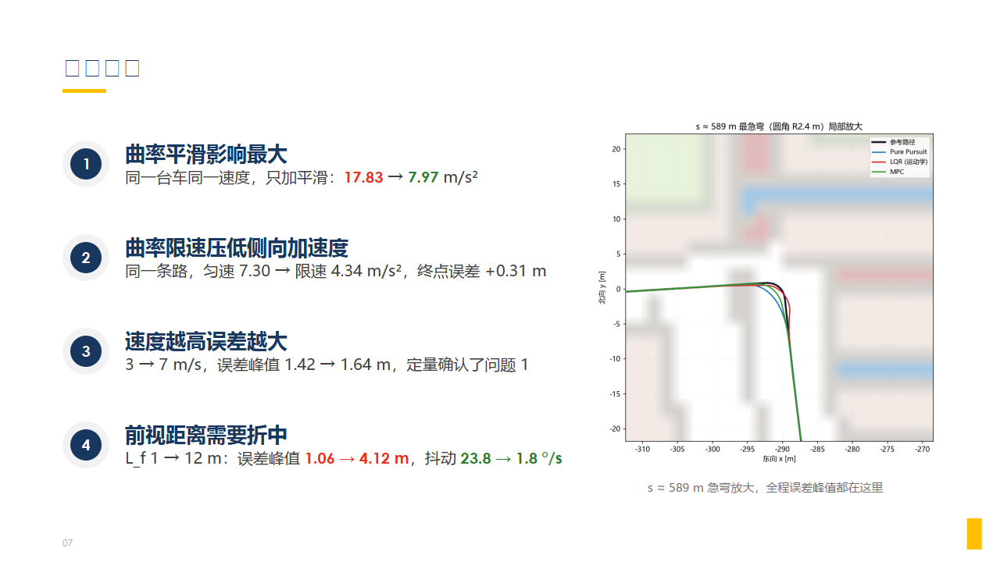 1
曲率平滑影响最大
同一台车同一速度，只加平滑：17.83 → 7.97 m/s²
2
曲率限速压低侧向加速度
同一条路，匀速 7.30 → 限速 4.34 m/s²，终点误差 +0.31 m
3
速度越高误差越大
3 → 7 m/s，误差峰值 1.42 → 1.64 m，定量确认了问题 1
4
前视距离需要折中
L_f 1 → 12 m：误差峰值 1.06 → 4.12 m，抖动 23.8 → 1.8 °/s
s ≈ 589 m 最急弯（圆角 R2.4 m）局部放大
参考路径
Pure Pursuit
LQR (运动学)
MPC
北向 y [m]
20
15
10
5
0
-5
-10
-15
-20
-310 -305 -300 -295 -290 -285 -280 -275 -270
东向 x [m]
s ≈ 589 m 急弯放大，全程误差峰值都在这里
07